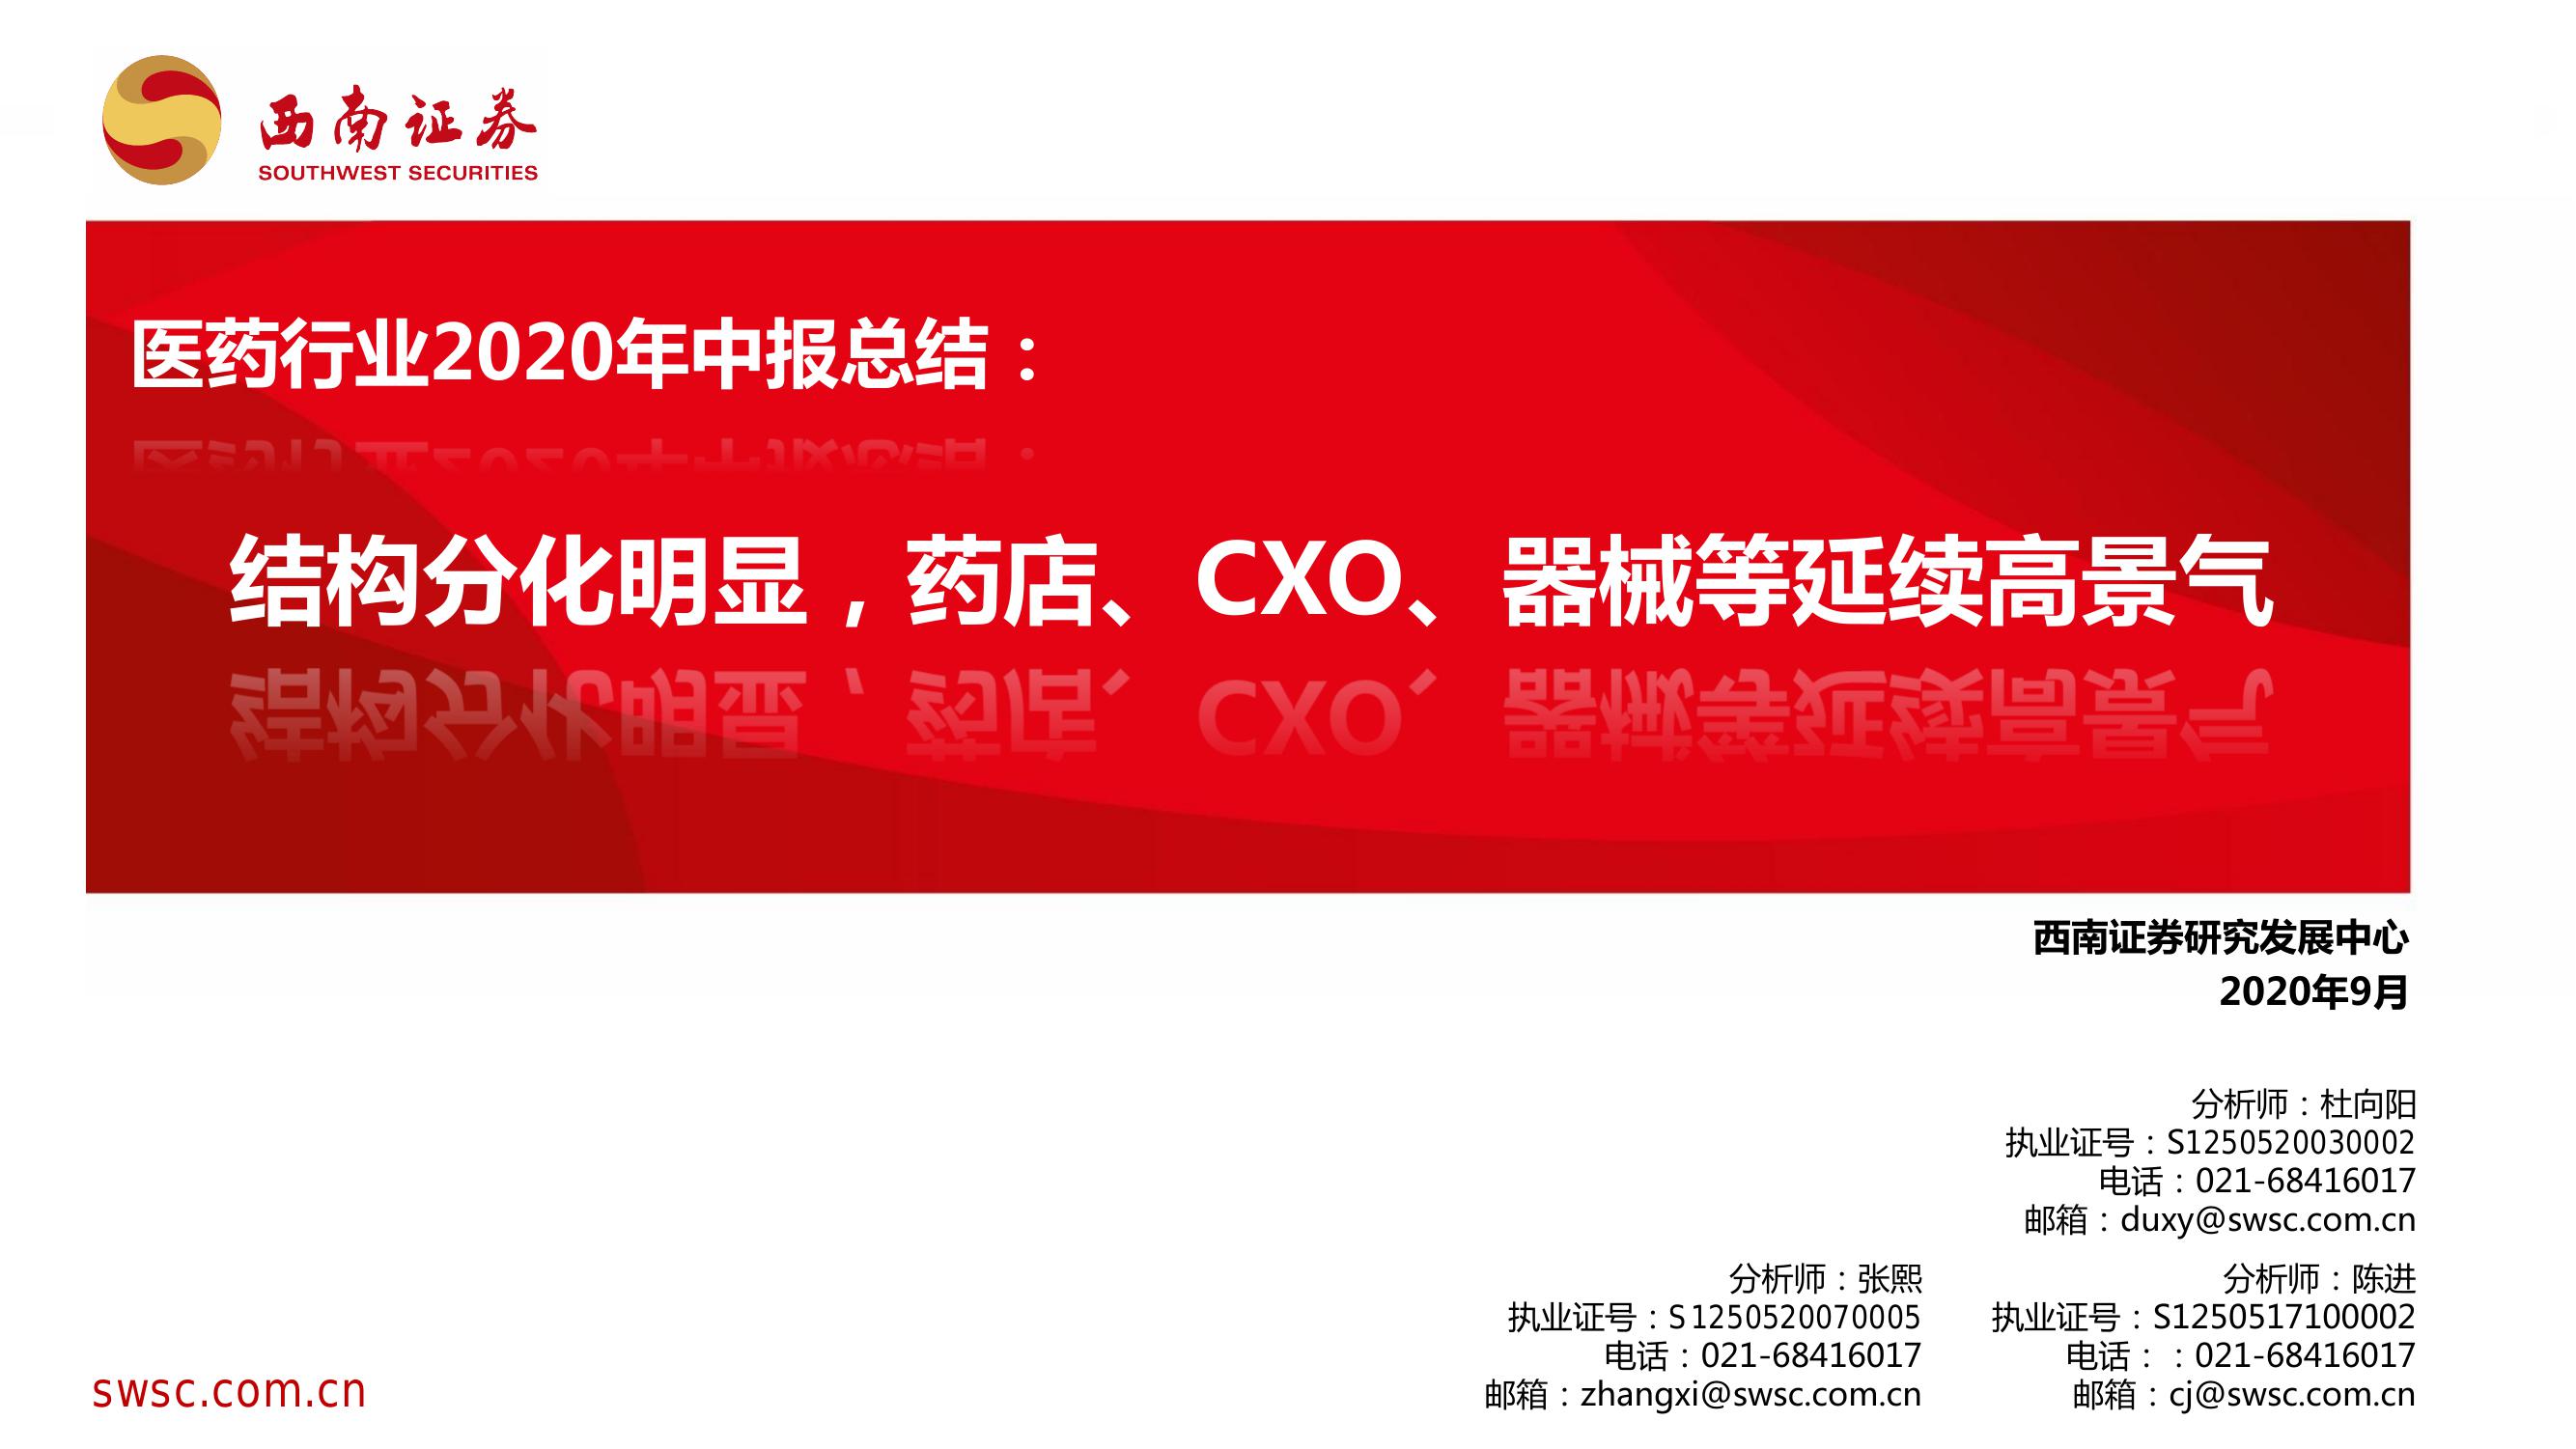 西南证券
SOUTHWEST SECURITIES
医药行业2020年中报总结：
结构分化明显，药店、CXO、器械等延续高景气
西南证券研究发展中心
2020年9月
分析师：杜向阳
执业证号：S1250520030002
电话：021-68416017
邮箱：duxy@swsc.com.cn
分析师：张熙
执业证号：S1250520070005
电话：021-68416017
邮箱：zhangxi@swsc.com.cn
分析师：陈进
执业证号：S1250517100002
电话：：021-68416017
邮箱：cj@swsc.com.cn
swsc.com.cn